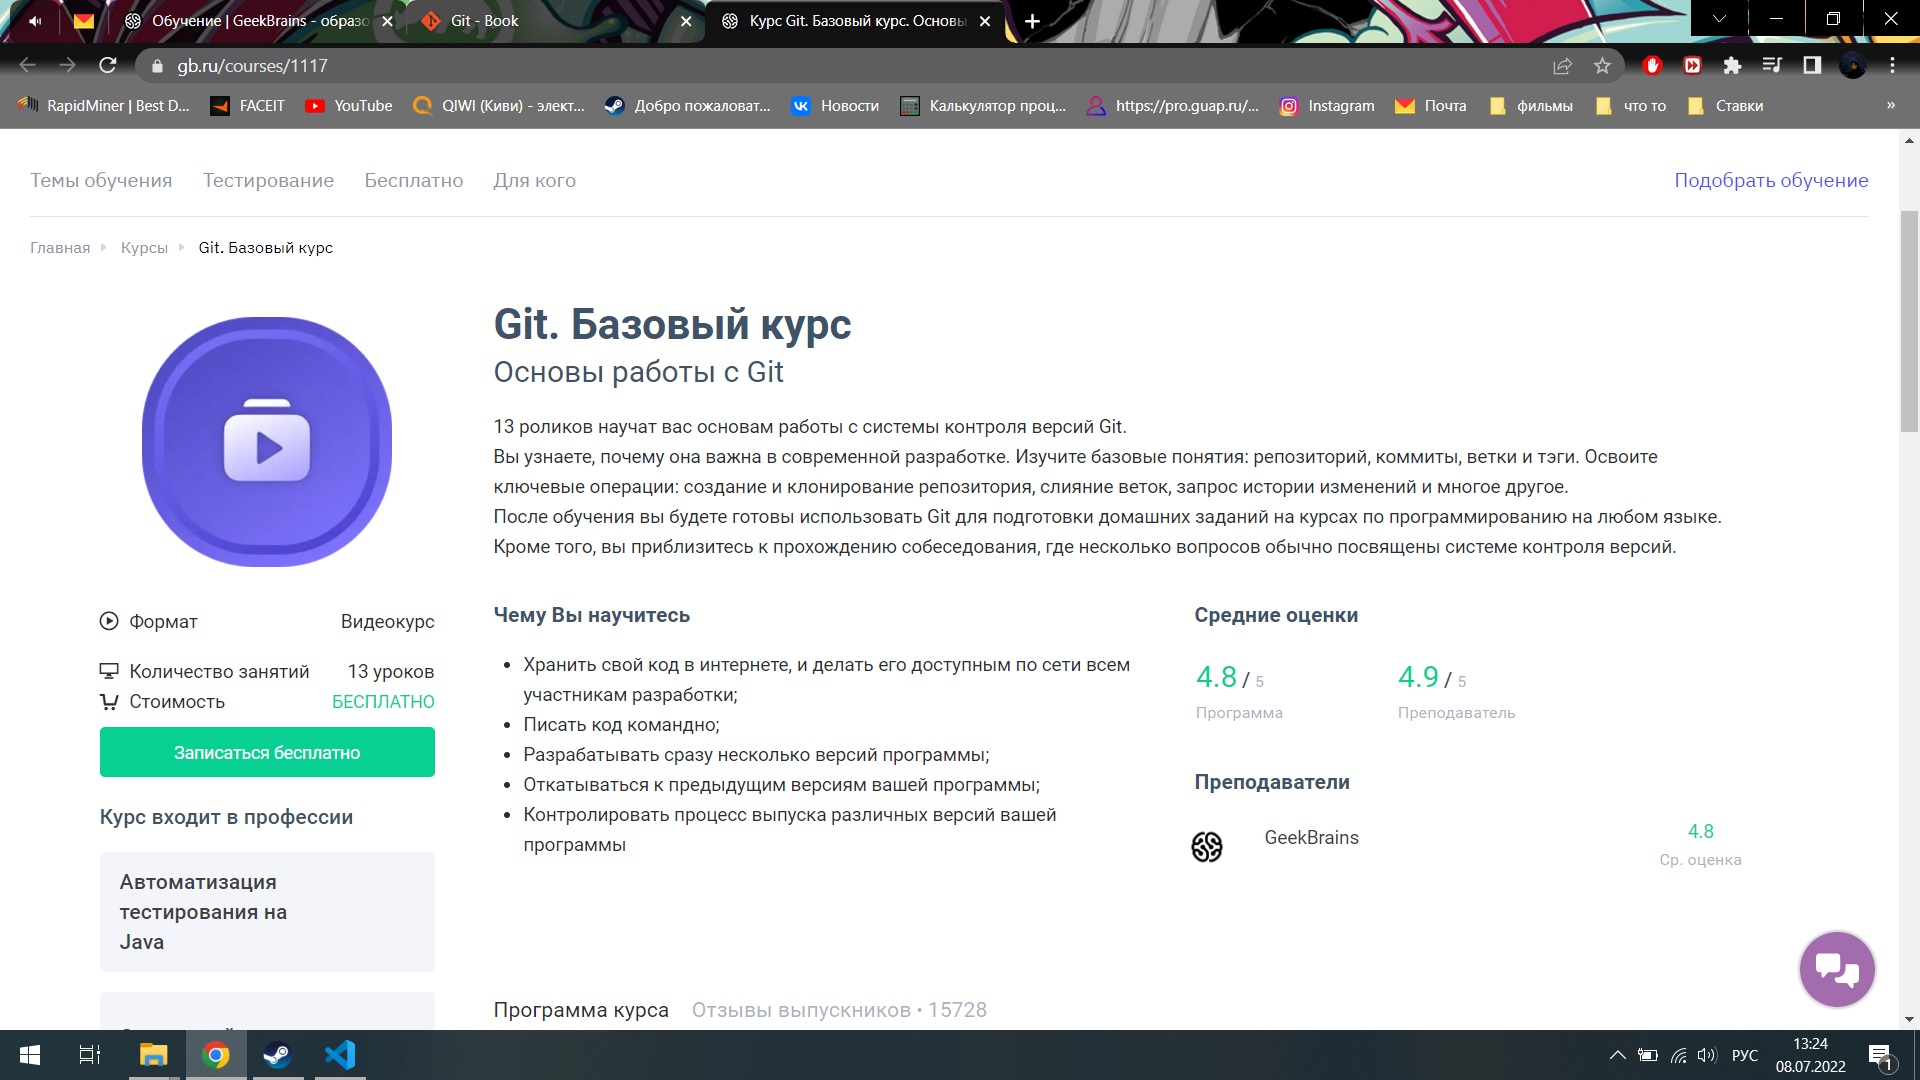 Обучение | GeekBrains - образо
Git - Book
Курс Git. Базовый курс. Основы
gb.ru/courses/1117
RapidMiner | Best D...
FACEIT
YouTube
QIWI (Киви) - элект...
Добро пожаловат...
Новости
Калькулятор проц...
https://pro.guap.ru/...
Instagram
Почта
фильмы
что то
Ставки
»
Темы обучения
Тестирование
Бесплатно
Для кого
Подобрать обучение
Главная
Курсы
Git. Базовый курс
Git. Базовый курс
Основы работы с Git
13 роликов научат вас основам работы с системы контроля версий Git.
Вы узнаете, почему она важна в современной разработке. Изучите базовые понятия: репозиторий, коммиты, ветки и тэги. Освоите
ключевые операции: создание и клонирование репозитория, слияние веток, запрос истории изменений и многое другое.
После обучения вы будете готовы использовать Git для подготовки домашних заданий на курсах по программированию на любом языке.
Кроме того, вы приблизитесь к прохождению собеседования, где несколько вопросов обычно посвящены системе контроля версий.
Формат
Видеокурс
Количество занятий
13 уроков
Стоимость
БЕСПЛАТНО
Записаться бесплатно
Курс входит в профессии
Автоматизация
тестирования на
Java
Чему Вы научитесь
• Хранить свой код в интернете, и делать его доступным по сети всем
участникам разработки;
• Писать код командно;
• Разрабатывать сразу несколько версий программы;
• Откатываться к предыдущим версиям вашей программы;
• Контролировать процесс выпуска различных версий вашей
программы
Средние оценки
4.8 / 5
Программа
4.9 / 5
Преподаватель
Преподаватели
GeekBrains
4.8
Ср. оценка
Программа курса
Отзывы выпускников • 15728
РУС
13:24
08.07.2022
1